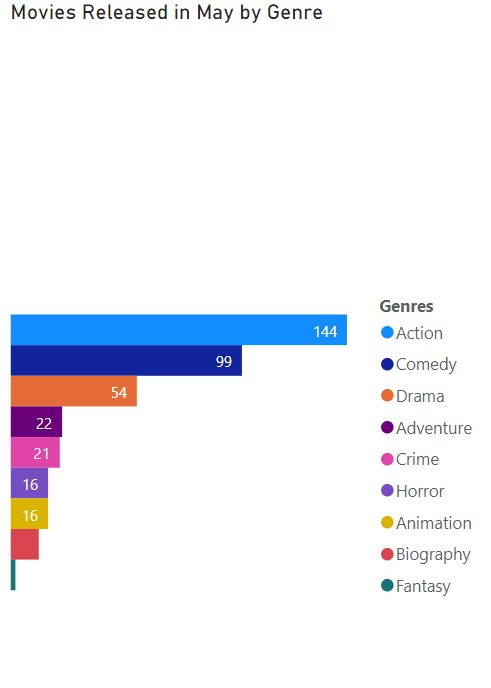 Movies Released in May by Genre
Genres
144
Action
99
Comedy
54
Drama
22
Adventure
21
Crime
16
Horror
16
Animation
Biography
Fantasy